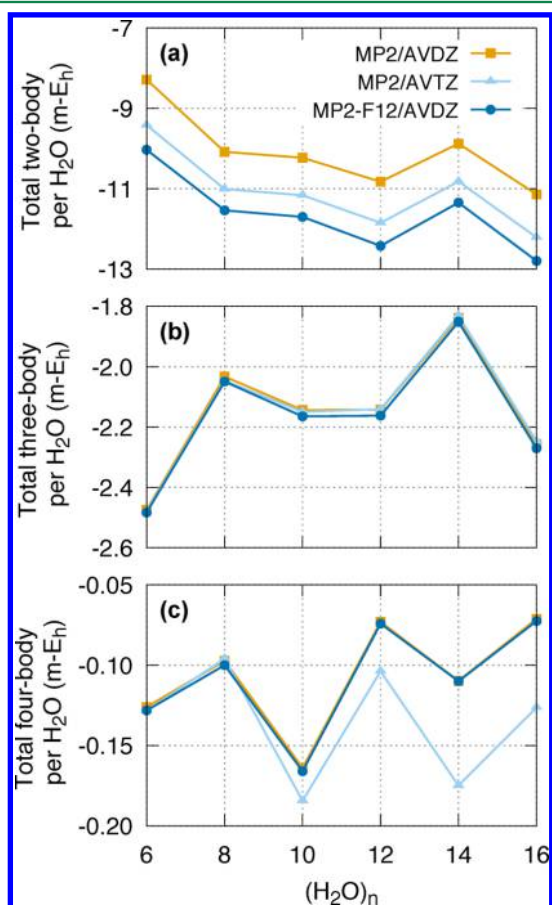 -7
-9
-11
-13
Total two-body
per H₂O (m-Eₕ)
(a)
MP2/AVDZ
MP2/AVTZ
MP2-F12/AVDZ
-1.8
-2.0
-2.2
-2.4
-2.6
Total three-body
per H₂O (m-Eₕ)
(b)
-0.05
-0.10
-0.15
-0.20
Total four-body
per H₂O (m-Eₕ)
(c)
6 8 10 12 14 16
(H₂O)ₙ